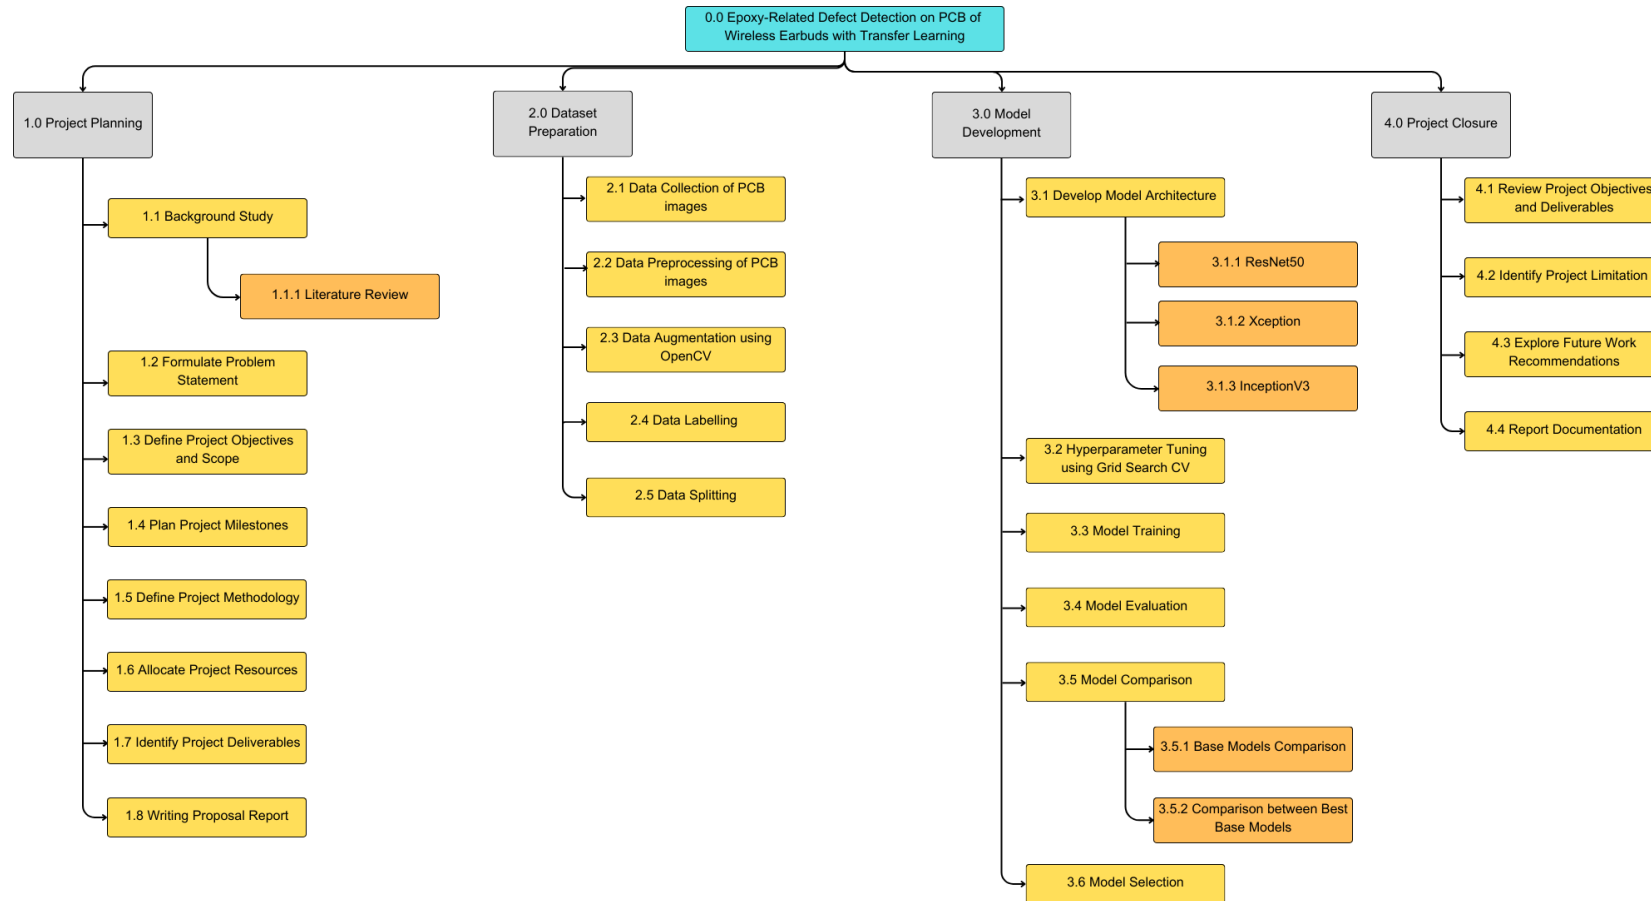 0.0 Epoxy-Related Defect Detection on PCB of
Wireless Earbuds with Transfer Learning
1.0 Project Planning
1.1 Background Study
1.1.1 Literature Review
1.2 Formulate Problem
Statement
1.3 Define Project Objectives
and Scope
1.4 Plan Project Milestones
1.5 Define Project Methodology
1.6 Allocate Project Resources
1.7 Identify Project Deliverables
1.8 Writing Proposal Report
2.0 Dataset
Preparation
2.1 Data Collection of PCB
images
2.2 Data Preprocessing of PCB
images
2.3 Data Augmentation using
OpenCV
2.4 Data Labelling
2.5 Data Splitting
3.0 Model
Development
3.1 Develop Model Architecture
3.1.1 ResNet50
3.1.2 Xception
3.1.3 InceptionV3
3.2 Hyperparameter Tuning
using Grid Search CV
3.3 Model Training
3.4 Model Evaluation
3.5 Model Comparison
3.5.1 Base Models Comparison
3.5.2 Comparison between Best
Base Models
3.6 Model Selection
4.0 Project Closure
4.1 Review Project Objectives
and Deliverables
4.2 Identify Project Limitation
4.3 Explore Future Work
Recommendations
4.4 Report Documentation